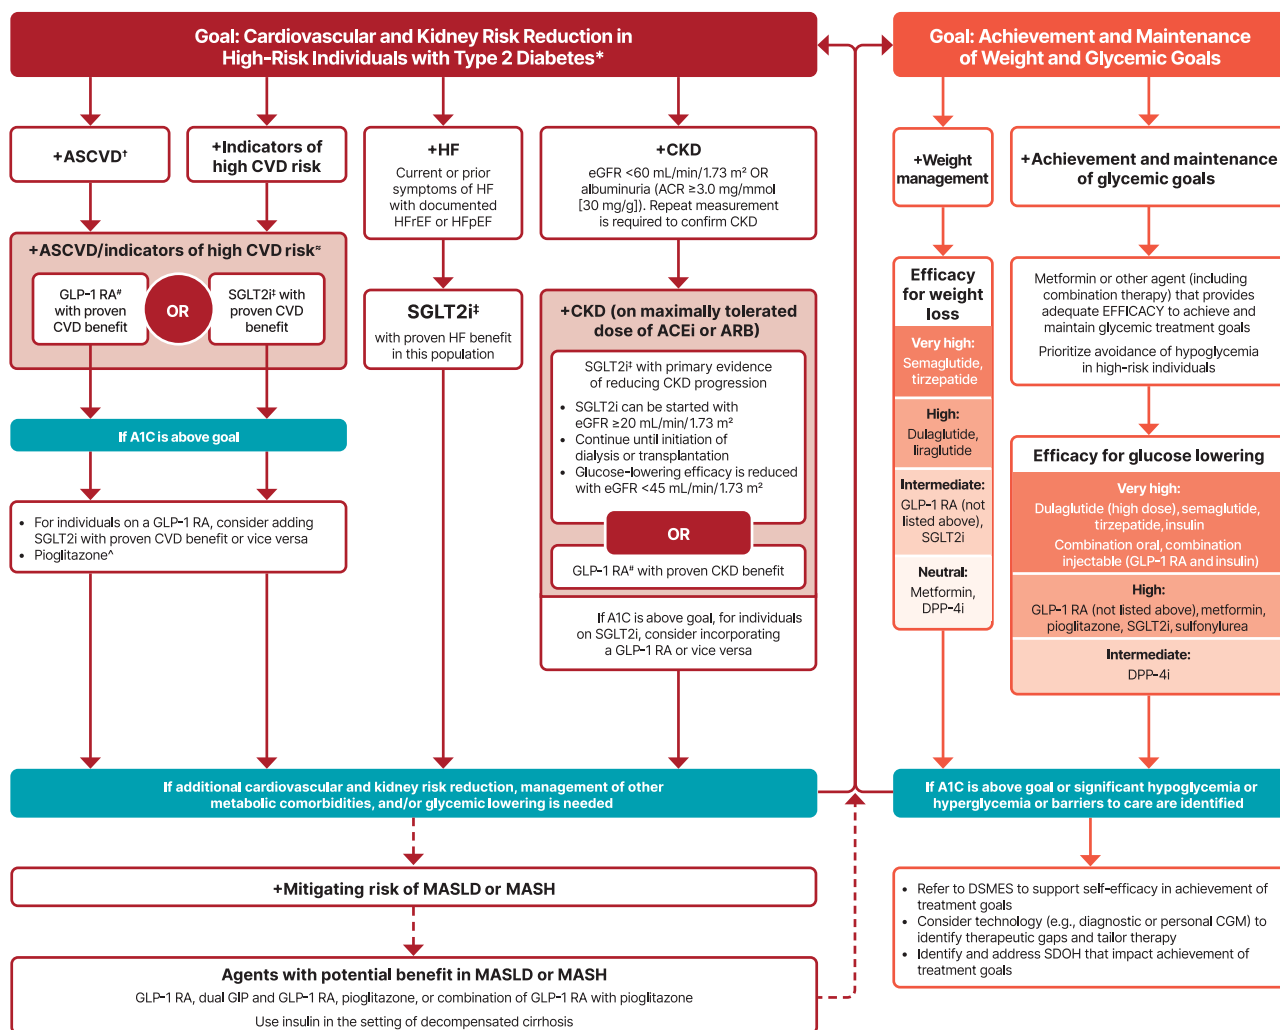 Goal: Cardiovascular and Kidney Risk Reduction in
High-Risk Individuals with Type 2 Diabetes*
+ASCVD†
+Indicators of
high CVD risk
+ASCVD/indicators of high CVD risk≈
GLP-1 RA#
with proven
CVD benefit
OR
SGLT2i‡ with
proven CVD
benefit
If A1C is above goal
• For individuals on a GLP-1 RA, consider adding
SGLT2i with proven CVD benefit or vice versa
• Pioglitazone^
+HF
Current or prior
symptoms of HF
with documented
HFrEF or HFpEF
SGLT2i‡
with proven HF benefit
in this population
+CKD
eGFR <60 mL/min/1.73 m² OR
albuminuria (ACR ≥3.0 mg/mmol
[30 mg/g]). Repeat measurement
is required to confirm CKD
+CKD (on maximally tolerated
dose of ACEi or ARB)
SGLT2i‡ with primary evidence
of reducing CKD progression
• SGLT2i can be started with
eGFR ≥20 mL/min/1.73 m²
• Continue until initiation of
dialysis or transplantation
• Glucose-lowering efficacy is reduced
with eGFR <45 mL/min/1.73 m²
OR
GLP-1 RA# with proven CKD benefit
If A1C is above goal, for individuals
on SGLT2i, consider incorporating
a GLP-1 RA or vice versa
If additional cardiovascular and kidney risk reduction, management of other
metabolic comorbidities, and/or glycemic lowering is needed
+Mitigating risk of MASLD or MASH
Agents with potential benefit in MASLD or MASH
GLP-1 RA, dual GIP and GLP-1 RA, pioglitazone, or combination of GLP-1 RA with pioglitazone
Use insulin in the setting of decompensated cirrhosis
Goal: Achievement and Maintenance
of Weight and Glycemic Goals
+Weight
management
Efficacy
for weight
loss
Very high:
Semaglutide,
tirzepatide
High:
Dulaglutide,
liraglutide
Intermediate:
GLP-1 RA (not
listed above),
SGLT2i
Neutral:
Metformin,
DPP-4i
+Achievement and maintenance
of glycemic goals
Metformin or other agent (including
combination therapy) that provides
adequate EFFICACY to achieve and
maintain glycemic treatment goals
Prioritize avoidance of hypoglycemia
in high-risk individuals
Efficacy for glucose lowering
Very high:
Dulaglutide (high dose), semaglutide,
tirzepatide, insulin
Combination oral, combination
injectable (GLP-1 RA and insulin)
High:
GLP-1 RA (not listed above), metformin,
pioglitazone, SGLT2i, sulfonylurea
Intermediate:
DPP-4i
If A1C is above goal or significant hypoglycemia or
hyperglycemia or barriers to care are identified
• Refer to DSMES to support self-efficacy in achievement of
treatment goals
• Consider technology (e.g., diagnostic or personal CGM) to
identify therapeutic gaps and tailor therapy
• Identify and address SDOH that impact achievement of
treatment goals